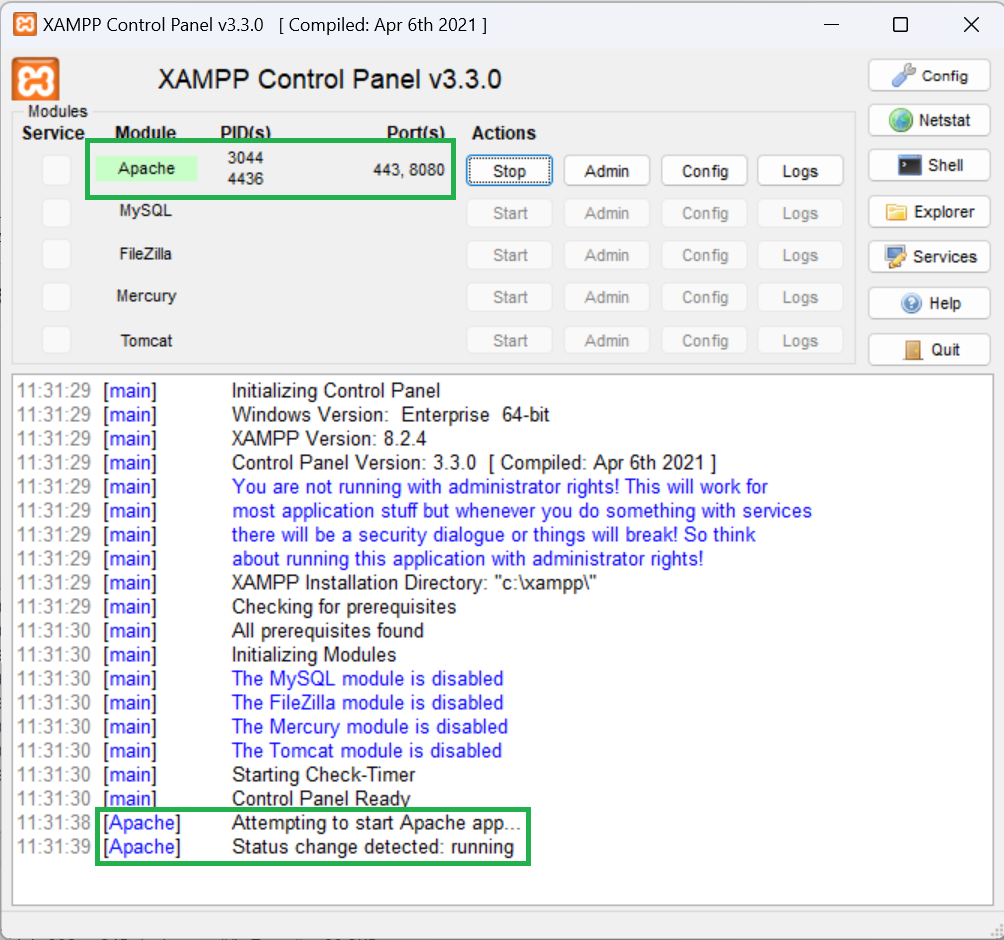 XAMPP Control Panel v3.3.0 [ Compiled: Apr 6th 2021 ]
XAMPP Control Panel v3.3.0
Config
Modules
Service Module PID(s) Port(s) Actions
Netstat
Apache 3044 4436 443, 8080 Stop Admin Config Logs
Shell
MySQL Start Admin Config Logs
Explorer
FileZilla Start Admin Config Logs
Services
Mercury Start Admin Config Logs
Help
Tomcat Start Admin Config Logs
Quit
11:31:29 [main] Initializing Control Panel
11:31:29 [main] Windows Version: Enterprise 64-bit
11:31:29 [main] XAMPP Version: 8.2.4
11:31:29 [main] Control Panel Version: 3.3.0 [ Compiled: Apr 6th 2021 ]
11:31:29 [main] You are not running with administrator rights! This will work for
11:31:29 [main] most application stuff but whenever you do something with services
11:31:29 [main] there will be a security dialogue or things will break! So think
11:31:29 [main] about running this application with administrator rights!
11:31:29 [main] XAMPP Installation Directory: "c:\xampp\"
11:31:29 [main] Checking for prerequisites
11:31:30 [main] All prerequisites found
11:31:30 [main] Initializing Modules
11:31:30 [main] The MySQL module is disabled
11:31:30 [main] The FileZilla module is disabled
11:31:30 [main] The Mercury module is disabled
11:31:30 [main] The Tomcat module is disabled
11:31:30 [main] Starting Check-Timer
11:31:30 [main] Control Panel Ready
11:31:38 [Apache] Attempting to start Apache app...
11:31:39 [Apache] Status change detected: running